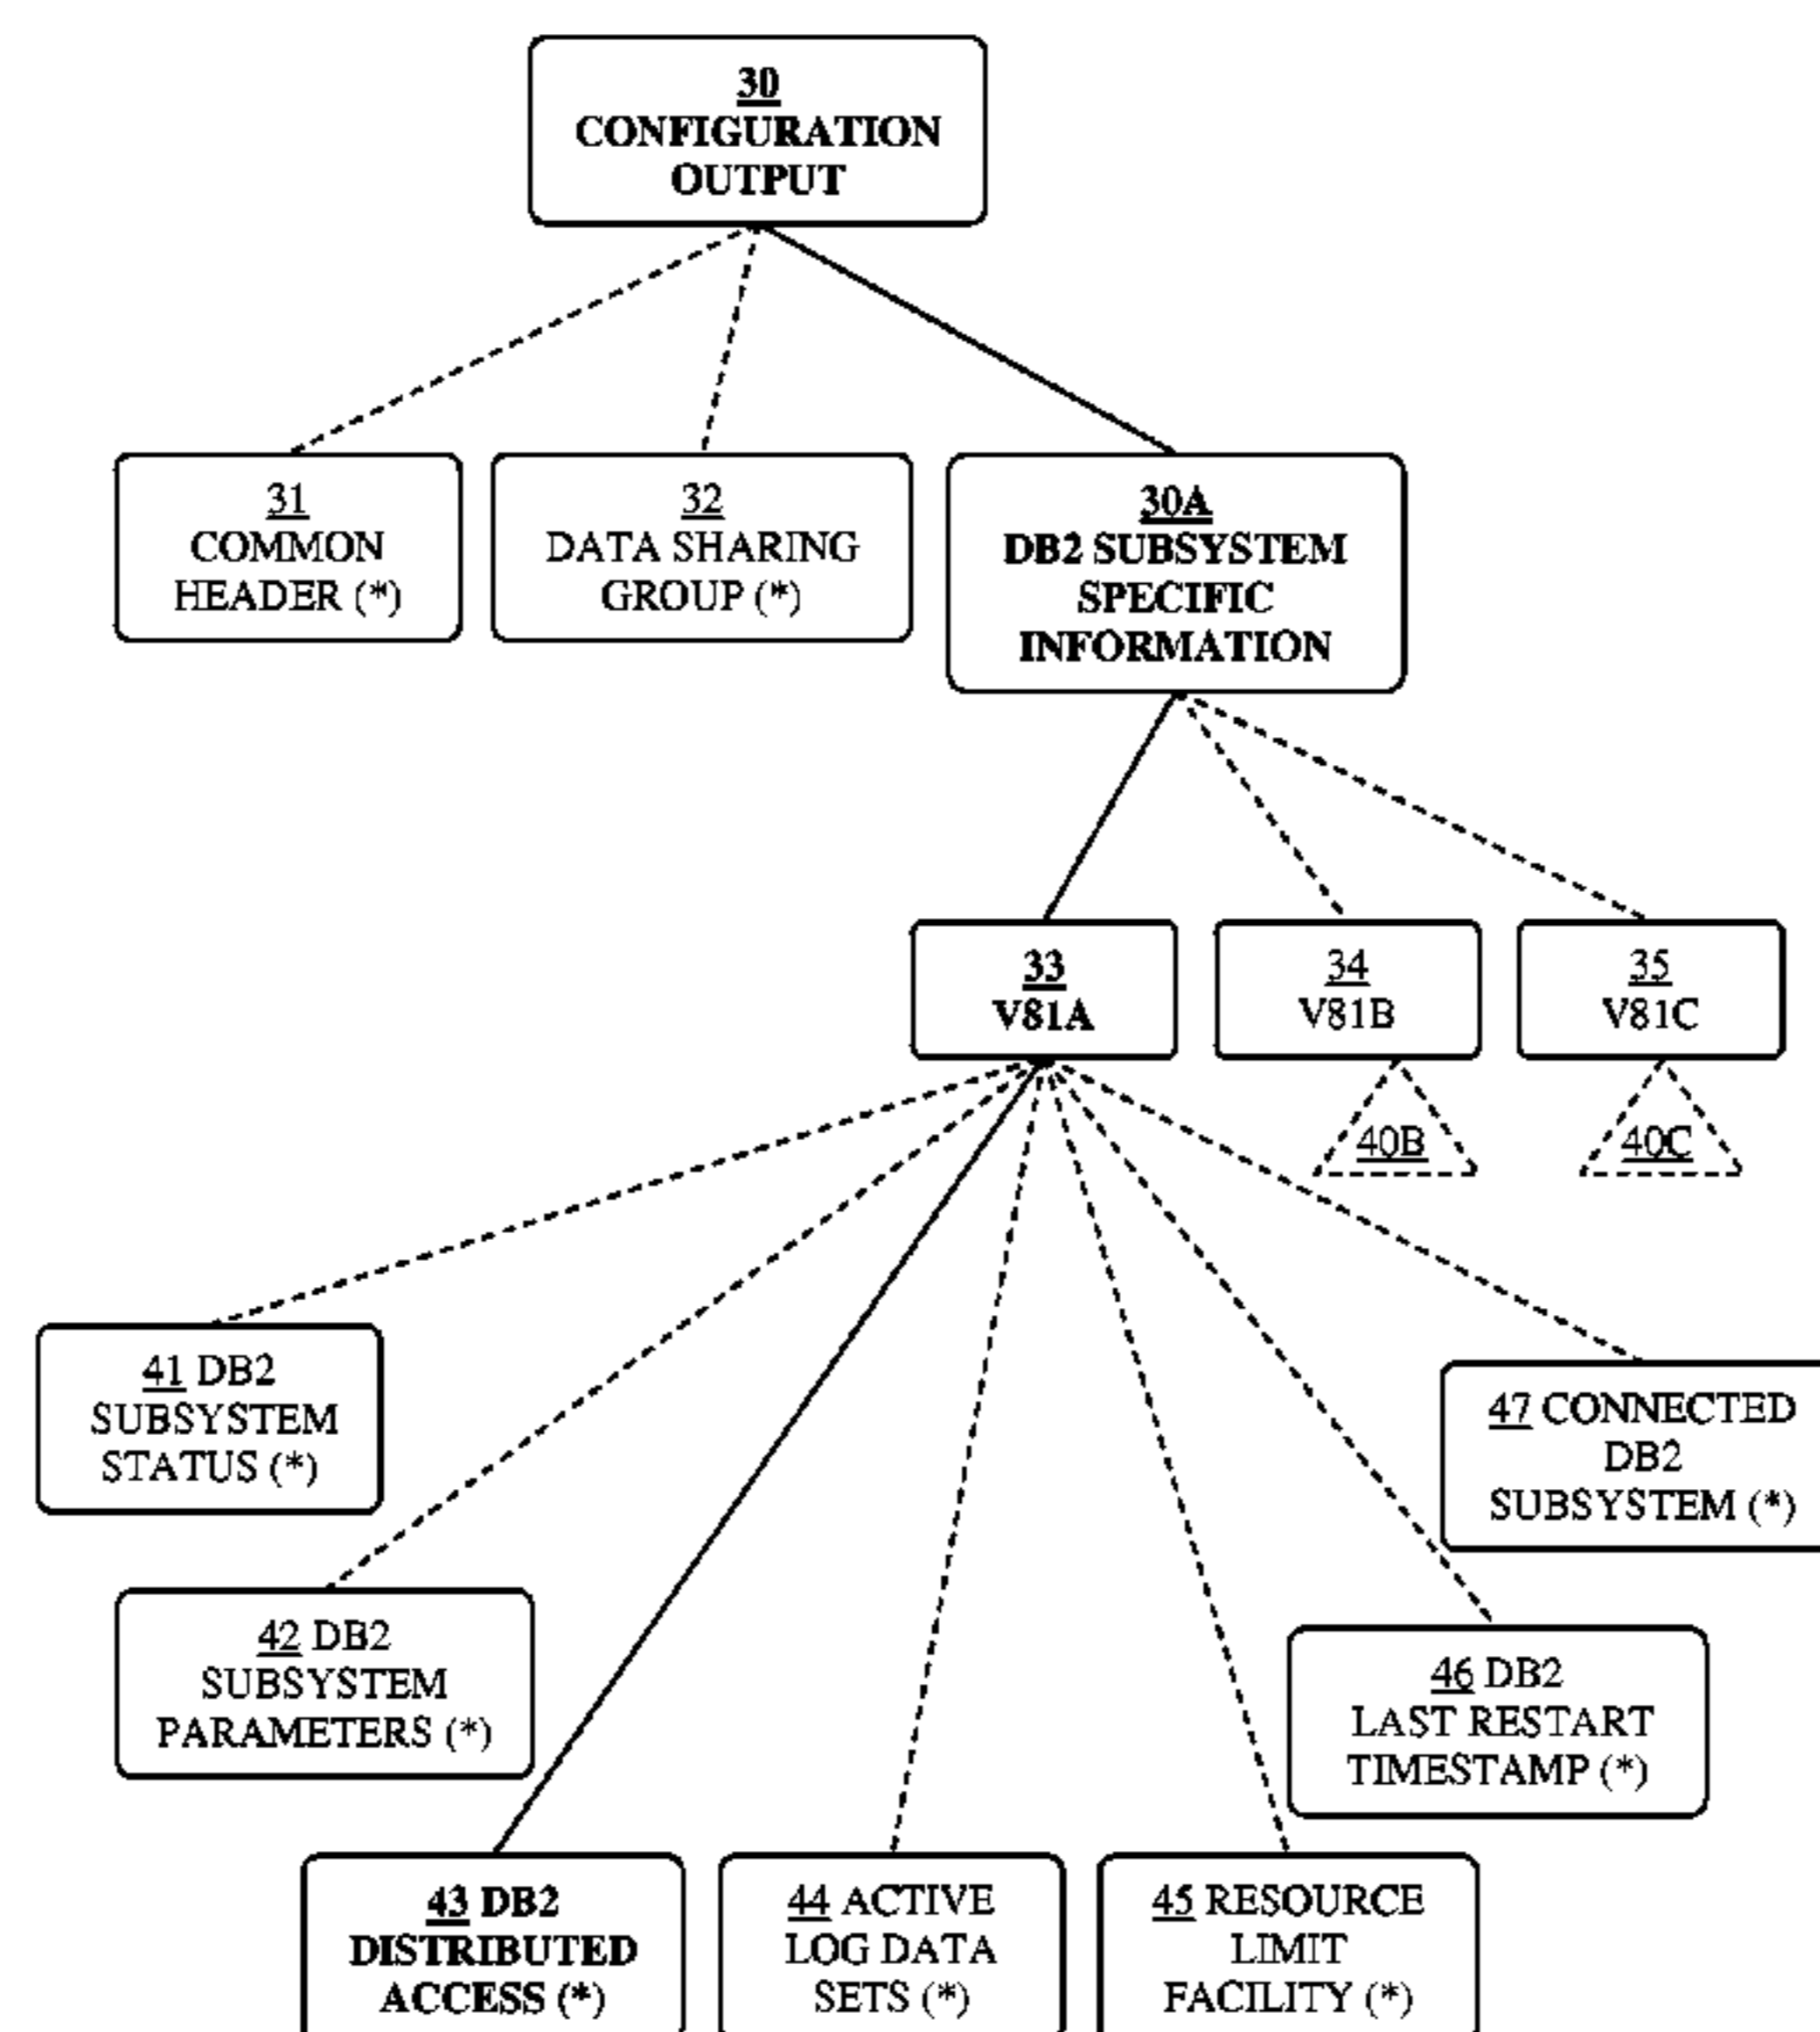 30
CONFIGURATION
OUTPUT
31
COMMON
HEADER (*)
32
DATA SHARING
GROUP (*)
30A
DB2 SUBSYSTEM
SPECIFIC
INFORMATION
33
V81A
34
V81B
35
V81C
40B
40C
41 DB2
SUBSYSTEM
STATUS (*)
47 CONNECTED
DB2
SUBSYSTEM (*)
42 DB2
SUBSYSTEM
PARAMETERS (*)
46 DB2
LAST RESTART
TIMESTAMP (*)
43 DB2
DISTRIBUTED
ACCESS (*)
44 ACTIVE
LOG DATA
SETS (*)
45 RESOURCE
LIMIT
FACILITY (*)